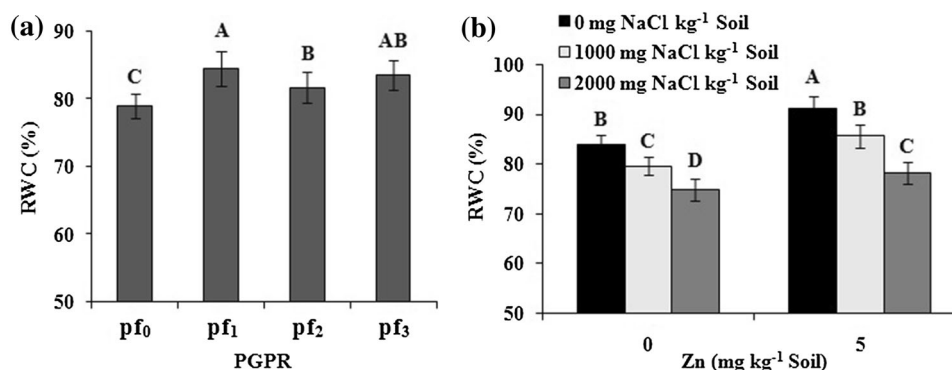 (a)
90
80
70
60
50
RWC (%)
C
A
B
AB
pf₀ pf₁ pf₂ pf₃
PGPR
(b)
0 mg NaCl kg⁻¹ Soil
1000 mg NaCl kg⁻¹ Soil
2000 mg NaCl kg⁻¹ Soil
100
90
80
70
60
50
RWC (%)
B
C
D
A
B
C
0 5
Zn (mg kg⁻¹ Soil)